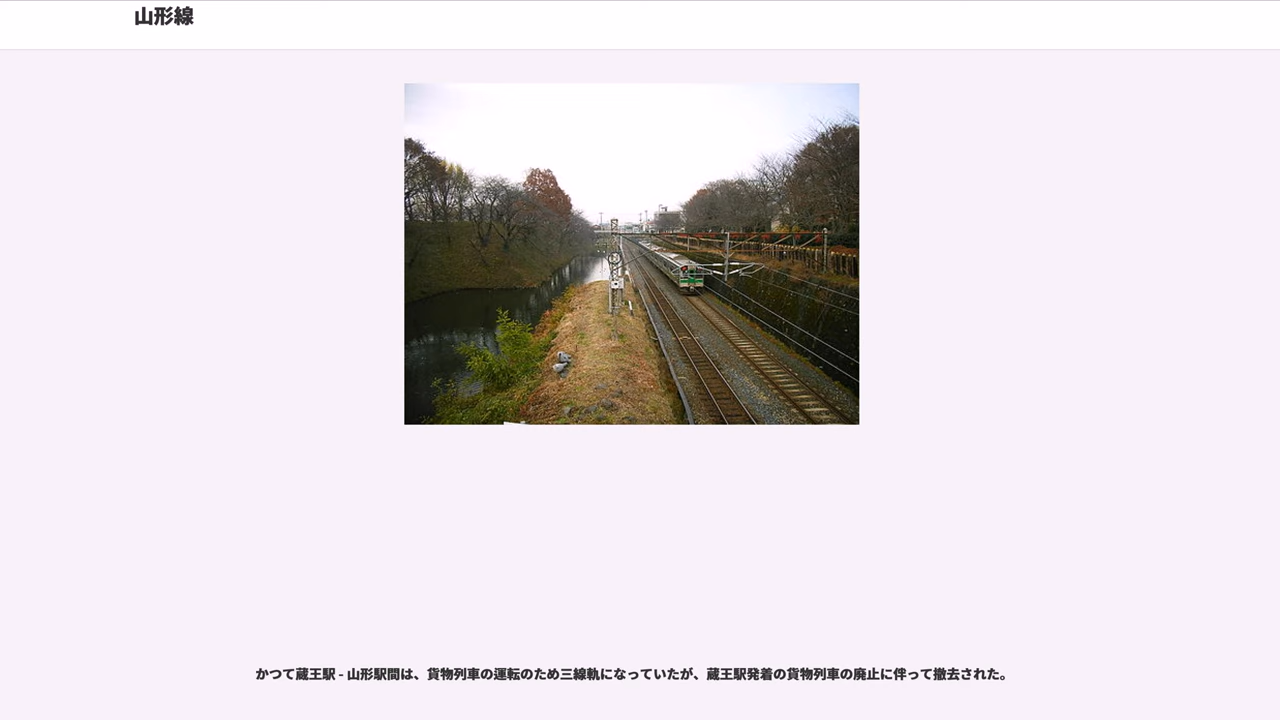 山形線
かつて蔵王駅 - 山形駅間は、貨物列車の運転のため三線軌になっていたが、蔵王駅発着の貨物列車の廃止に伴って撤去された。